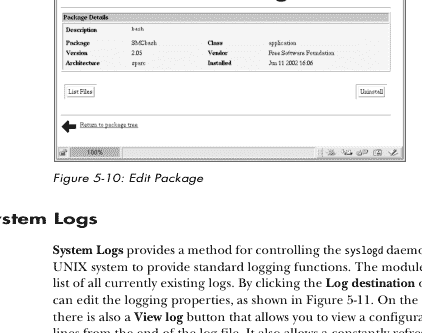 Package Details
Description bash
Package SMCbash Class application
Version 2.05 Vendor Free Software Foundation
Architecture sparc Installed Jun 11 2002 16:06
List Files Uninstall
Return to package tree
100%
Figure 5-10: Edit Package
ystem Logs
System Logs provides a method for controlling the syslogd daemo
UNIX system to provide standard logging functions. The module
list of all currently existing logs. By clicking the Log destination
can edit the logging properties, as shown in Figure 5-11. On the
there is also a View log button that allows you to view a configura
lines from the end of the log file. It also allows a constantly refres